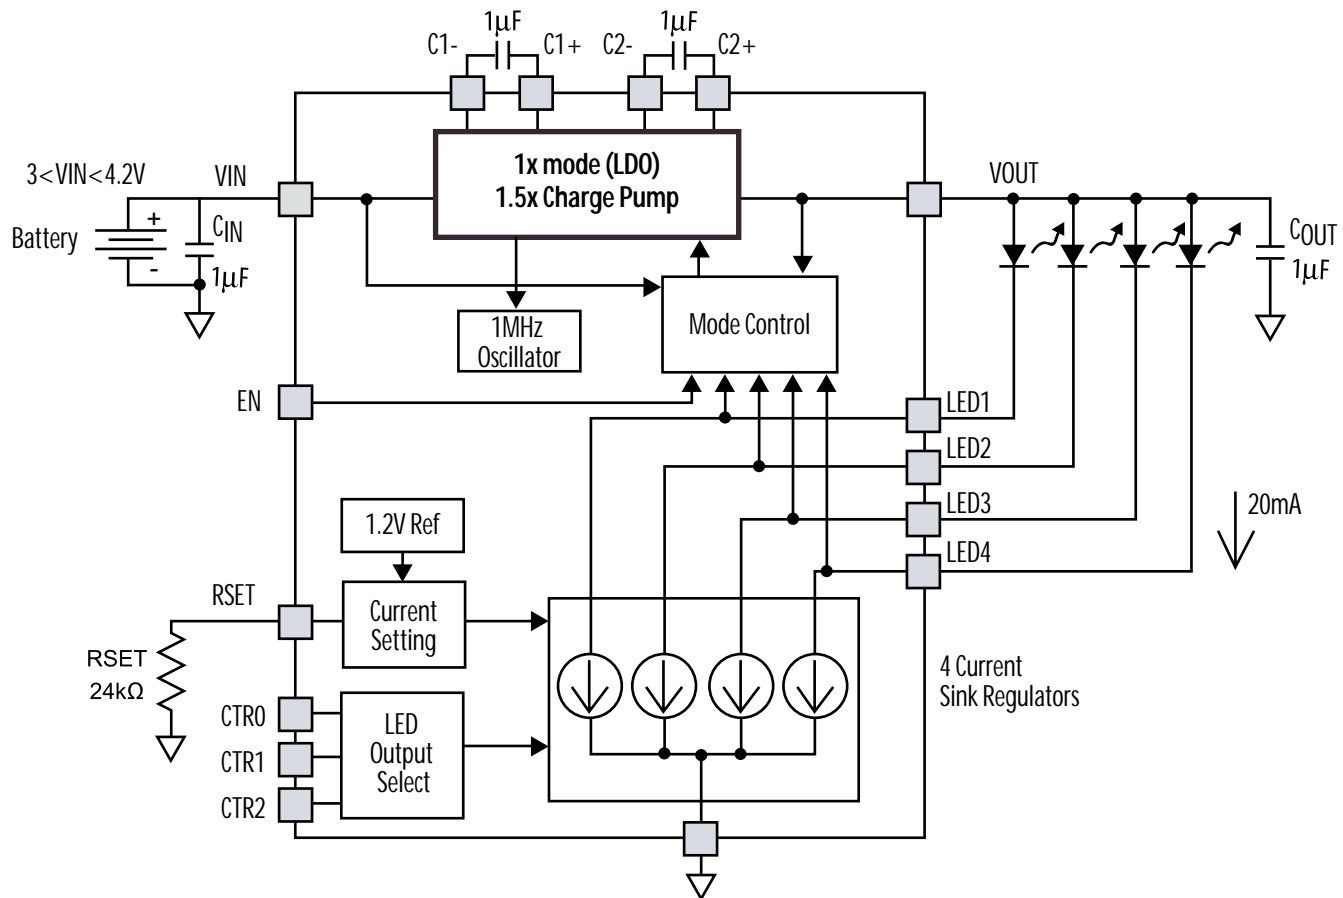 1µF
1µF
C1-
C1+
C2-
C2+
1x mode (LDO)
1.5x Charge Pump
3<VIN<4.2V
VIN
VOUT
Battery
+
-
CIN
1µF
COUT
1µF
1MHz
Oscillator
Mode Control
EN
LED1
LED2
LED3
LED4
20mA
1.2V Ref
RSET
Current
Setting
RSET
24kΩ
4 Current
Sink Regulators
CTR0
CTR1
CTR2
LED
Output
Select